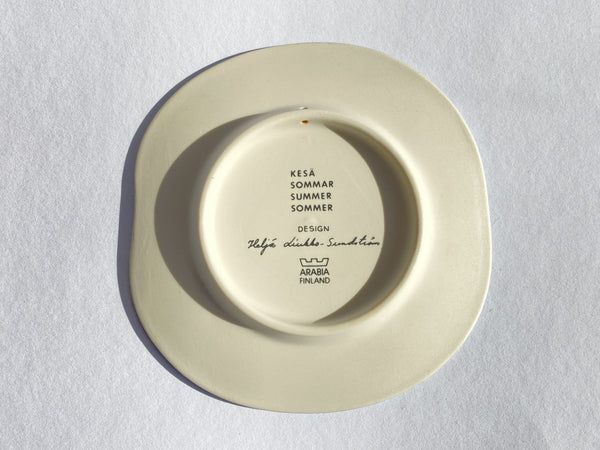 KESÄ
SOMMAR
SUMMER
SOMMER
DESIGN
Heljä Liukko-Sundström
ARABIA
FINLAND